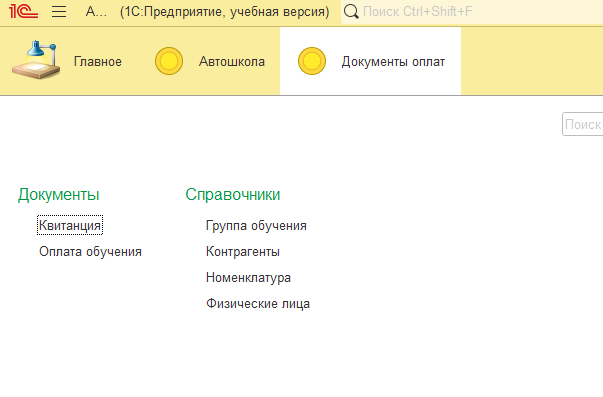 1С А... (1С:Предприятие, учебная версия) Поиск Ctrl+Shift+F
Главное Автошкола Документы оплат
Поиск
Документы Справочники
Квитанция Группа обучения
Оплата обучения Контрагенты
Номенклатура
Физические лица